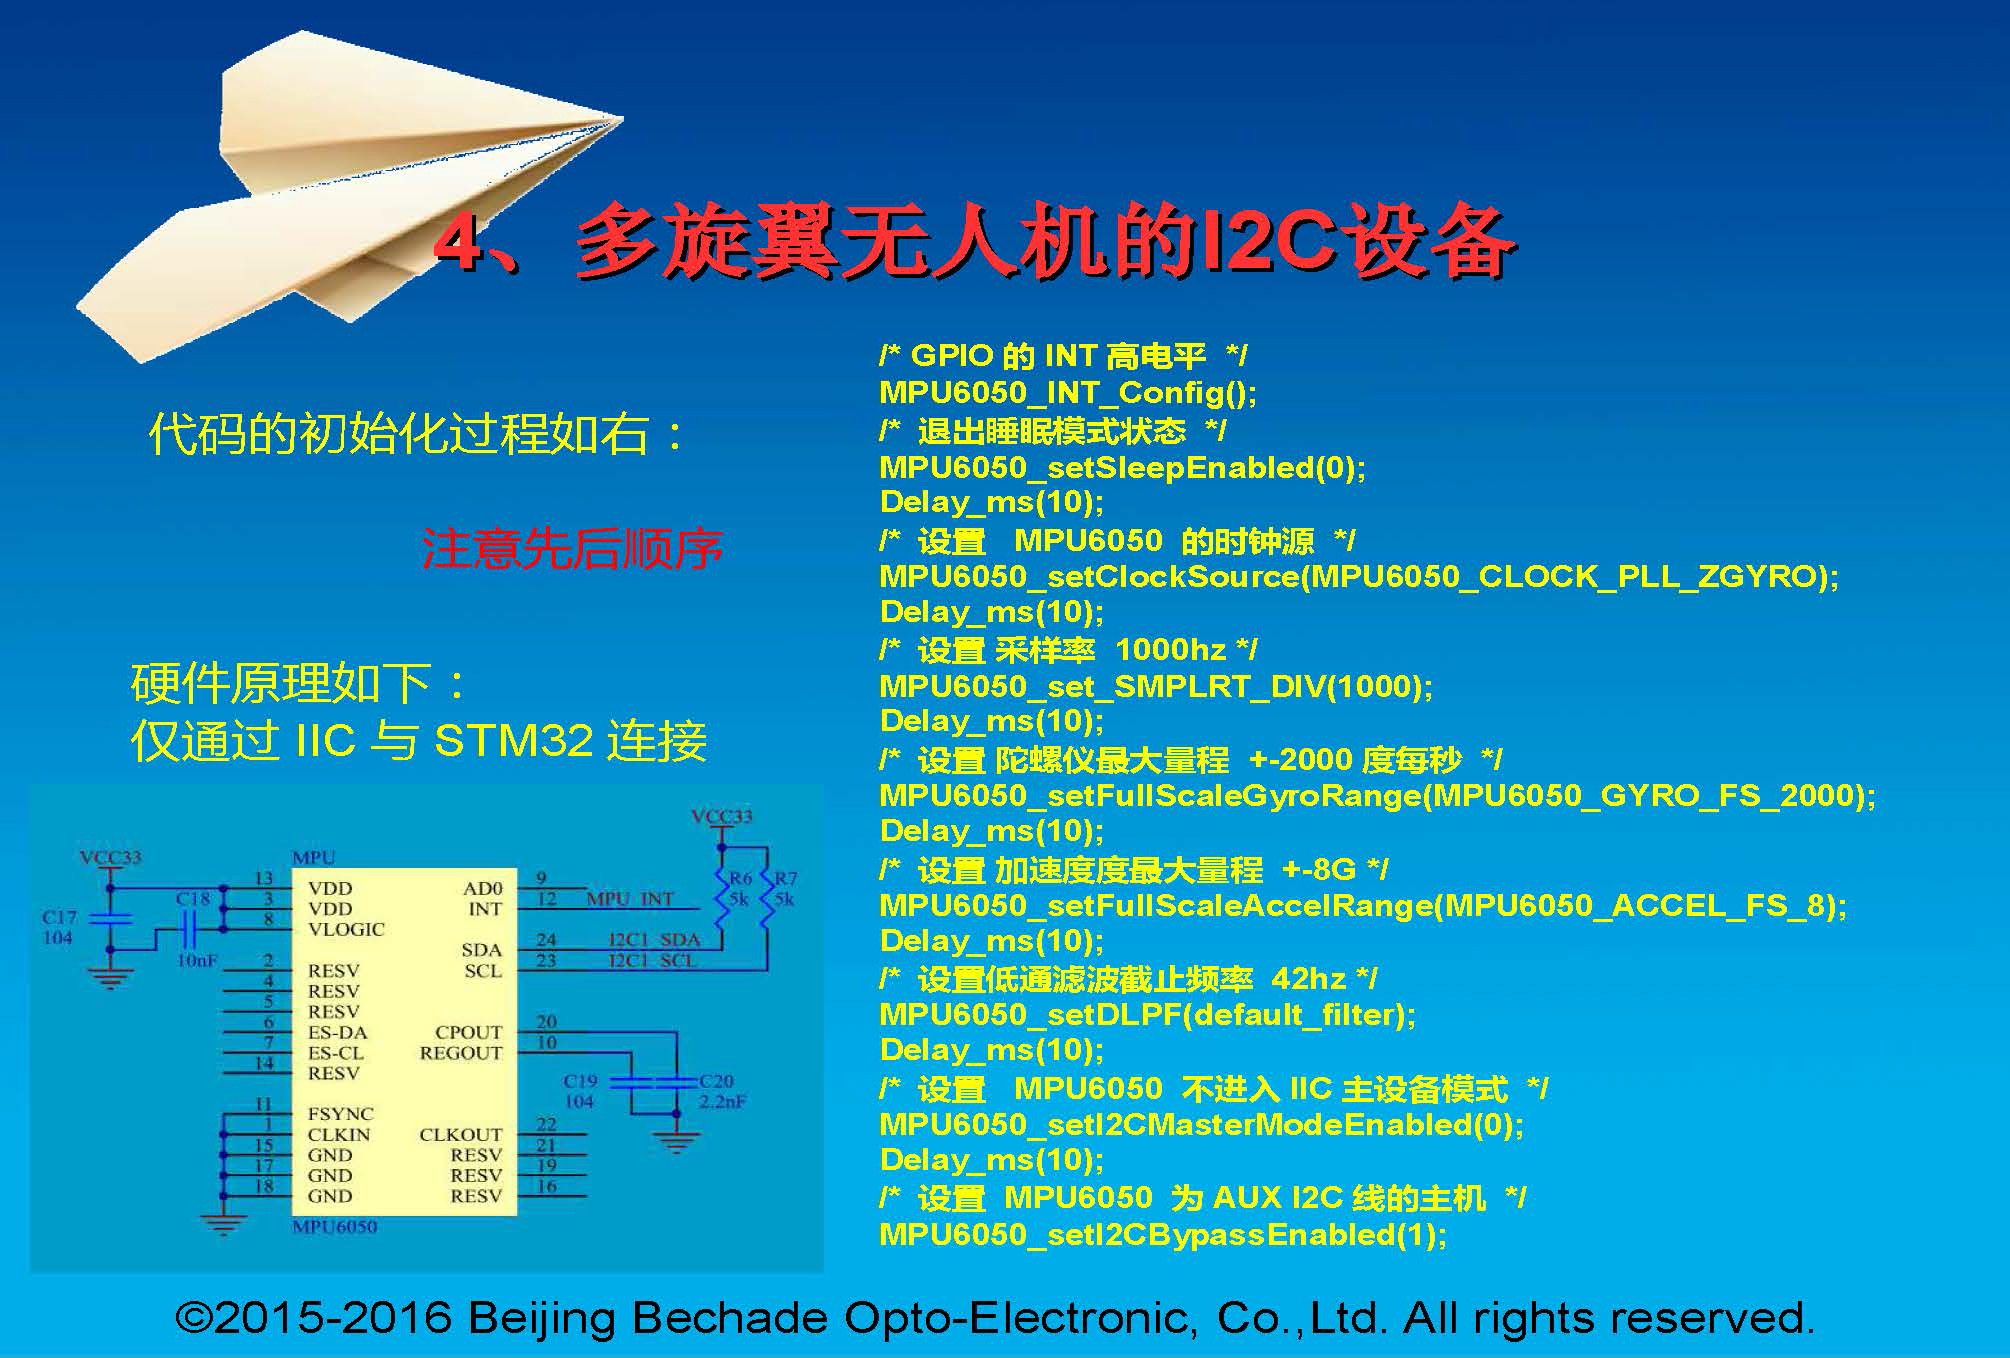 4、多旋翼无人机的I2C设备
代码的初始化过程如右：
注意先后顺序
硬件原理如下：
仅通过 IIC 与 STM32 连接
/* GPIO 的 INT 高电平 */
MPU6050_INT_Config();
/* 退出睡眠模式状态 */
MPU6050_setSleepEnabled(0);
Delay_ms(10);
/* 设置 MPU6050 的时钟源 */
MPU6050_setClockSource(MPU6050_CLOCK_PLL_ZGYRO);
Delay_ms(10);
/* 设置 采样率 1000hz */
MPU6050_set_SMPLRT_DIV(1000);
Delay_ms(10);
/* 设置 陀螺仪最大量程 +-2000 度每秒 */
MPU6050_setFullScaleGyroRange(MPU6050_GYRO_FS_2000);
Delay_ms(10);
/* 设置 加速度度最大量程 +-8G */
MPU6050_setFullScaleAccelRange(MPU6050_ACCEL_FS_8);
Delay_ms(10);
/* 设置低通滤波截止频率 42hz */
MPU6050_setDLPF(default_filter);
Delay_ms(10);
/* 设置 MPU6050 不进入 IIC 主设备模式 */
MPU6050_setI2CMasterModeEnabled(0);
Delay_ms(10);
/* 设置 MPU6050 为 AUX I2C 线的主机 */
MPU6050_setI2CBypassEnabled(1);
VCC33
VCC33
MPU
C17
104
C18
10nF
13 VDD
3 VDD
8 VLOGIC
2 RESV
4 RESV
5 RESV
6 ES-DA
7 ES-CL
14 RESV
11 FSYNC
1 CLKIN
15 GND
17 GND
18 GND
MPU6050
AD0 9
INT 12 MPU INT
SDA 24 I2C1 SDA
SCL 23 I2C1 SCL
R6
5k
R7
5k
CPOUT 20
REGOUT 10
C19
104
C20
2.2nF
CLKOUT 22
RESV 21
RESV 19
RESV 16
©2015-2016 Beijing Bechade Opto-Electronic, Co.,Ltd. All rights reserved.